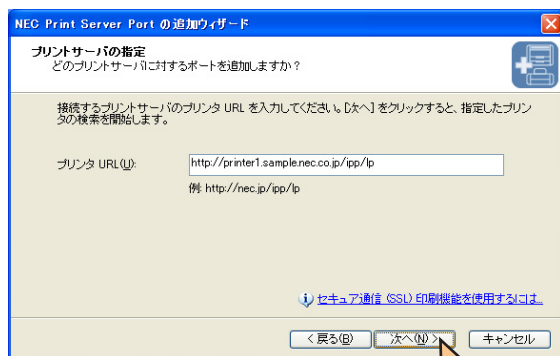 NEC Print Server Port の追加ウィザード
プリントサーバの指定
どのプリントサーバに対するポートを追加しますか?
接続するプリントサーバのプリンタ URL を入力してください。[次へ] をクリックすると、指定したプリン
タの検索を開始します。
プリンタ URL(U):
http://printer1.sample.nec.co.jp/ipp/lp
例: http://nec.jp/ipp/lp
セキュア通信 (SSL) 印刷機能を使用するには...
< 戻る(B)
次へ(N) >
キャンセル